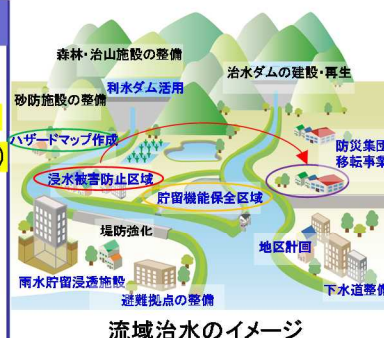 森林・治山施設の整備
治水ダムの建設・再生
利水ダム活用
砂防施設の整備
ハザードマップ作成
防災集団
移転事業
浸水被害防止区域
貯留機能保全区域
堤防強化
地区計画
雨水貯留浸透施設
下水道整備
避難拠点の整備
流域治水のイメージ